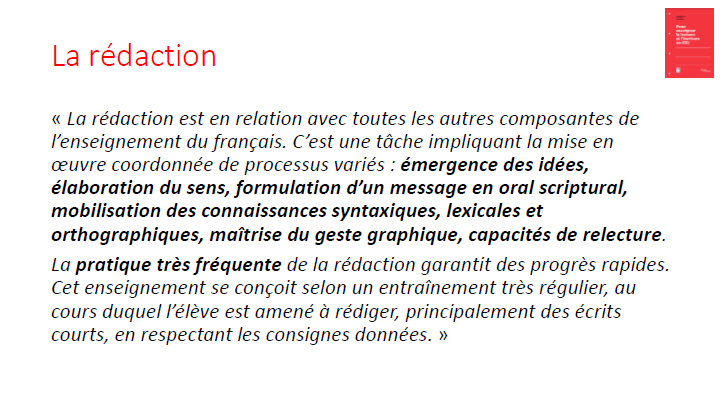 La rédaction
« La rédaction est en relation avec toutes les autres composantes de
l’enseignement du français. C’est une tâche impliquant la mise en
œuvre coordonnée de processus variés : émergence des idées,
élaboration du sens, formulation d’un message en oral scriptural,
mobilisation des connaissances syntaxiques, lexicales et
orthographiques, maîtrise du geste graphique, capacités de relecture.
La pratique très fréquente de la rédaction garantit des progrès rapides.
Cet enseignement se conçoit selon un entraînement très régulier, au
cours duquel l’élève est amené à rédiger, principalement des écrits
courts, en respectant les consignes données. »